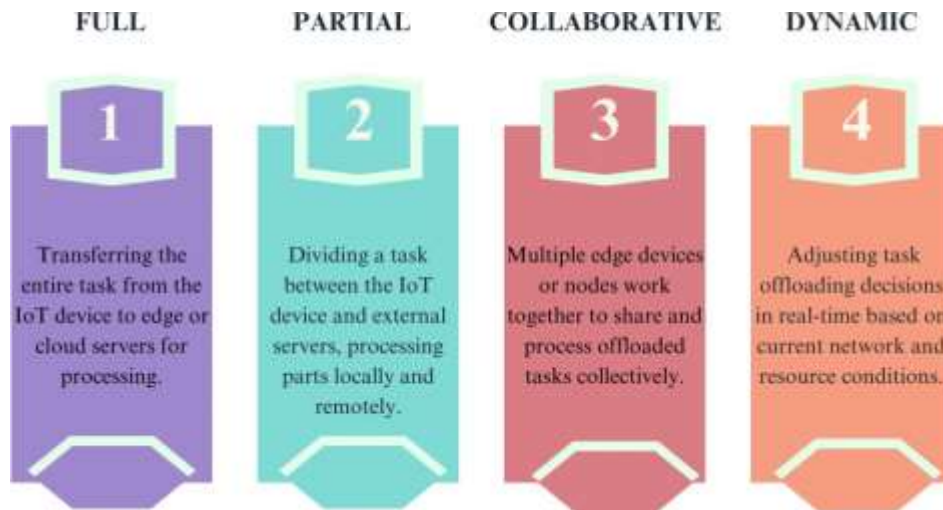 FULL
PARTIAL
COLLABORATIVE
DYNAMIC
1
Transferring the
entire task from the
IoT device to edge or
cloud servers for
processing.
2
Dividing a task
between the IoT
device and external
servers, processing
parts locally and
remotely.
3
Multiple edge devices
or nodes work
together to share and
process offloaded
tasks collectively.
4
Adjusting task
offloading decisions
in real-time based on
current network and
resource conditions.